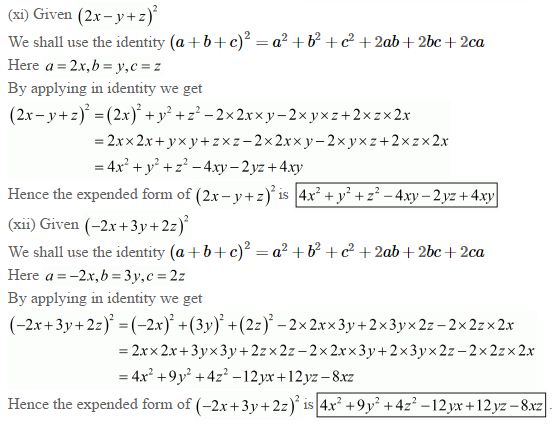 (xi) Given (2x − y + z)²
We shall use the identity (a + b + c)² = a² + b² + c² + 2ab + 2bc + 2ca
Here a = 2x, b = y, c = z
By applying in identity we get
(2x − y + z)² = (2x)² + y² + z² − 2×2x×y − 2×y×z + 2×z×2x
= 2x×2x + y×y + z×z − 2×2x×y − 2×y×z + 2×z×2x
= 4x² + y² + z² − 4xy − 2yz + 4xy
Hence the expended form of (2x − y + z)² is 4x² + y² + z² − 4xy − 2yz + 4xy
(xii) Given (−2x + 3y + 2z)²
We shall use the identity (a + b + c)² = a² + b² + c² + 2ab + 2bc + 2ca
Here a = −2x, b = 3y, c = 2z
By applying in identity we get
(−2x + 3y + 2z)² = (−2x)² + (3y)² + (2z)² − 2×2x×3y + 2×3y×2z − 2×2z×2x
= 2x×2x + 3y×3y + 2z×2z − 2×2x×3y + 2×3y×2z − 2×2z×2x
= 4x² + 9y² + 4z² − 12yx + 12yz − 8xz
Hence the expended form of (−2x + 3y + 2z)² is 4x² + 9y² + 4z² − 12yx + 12yz − 8xz .